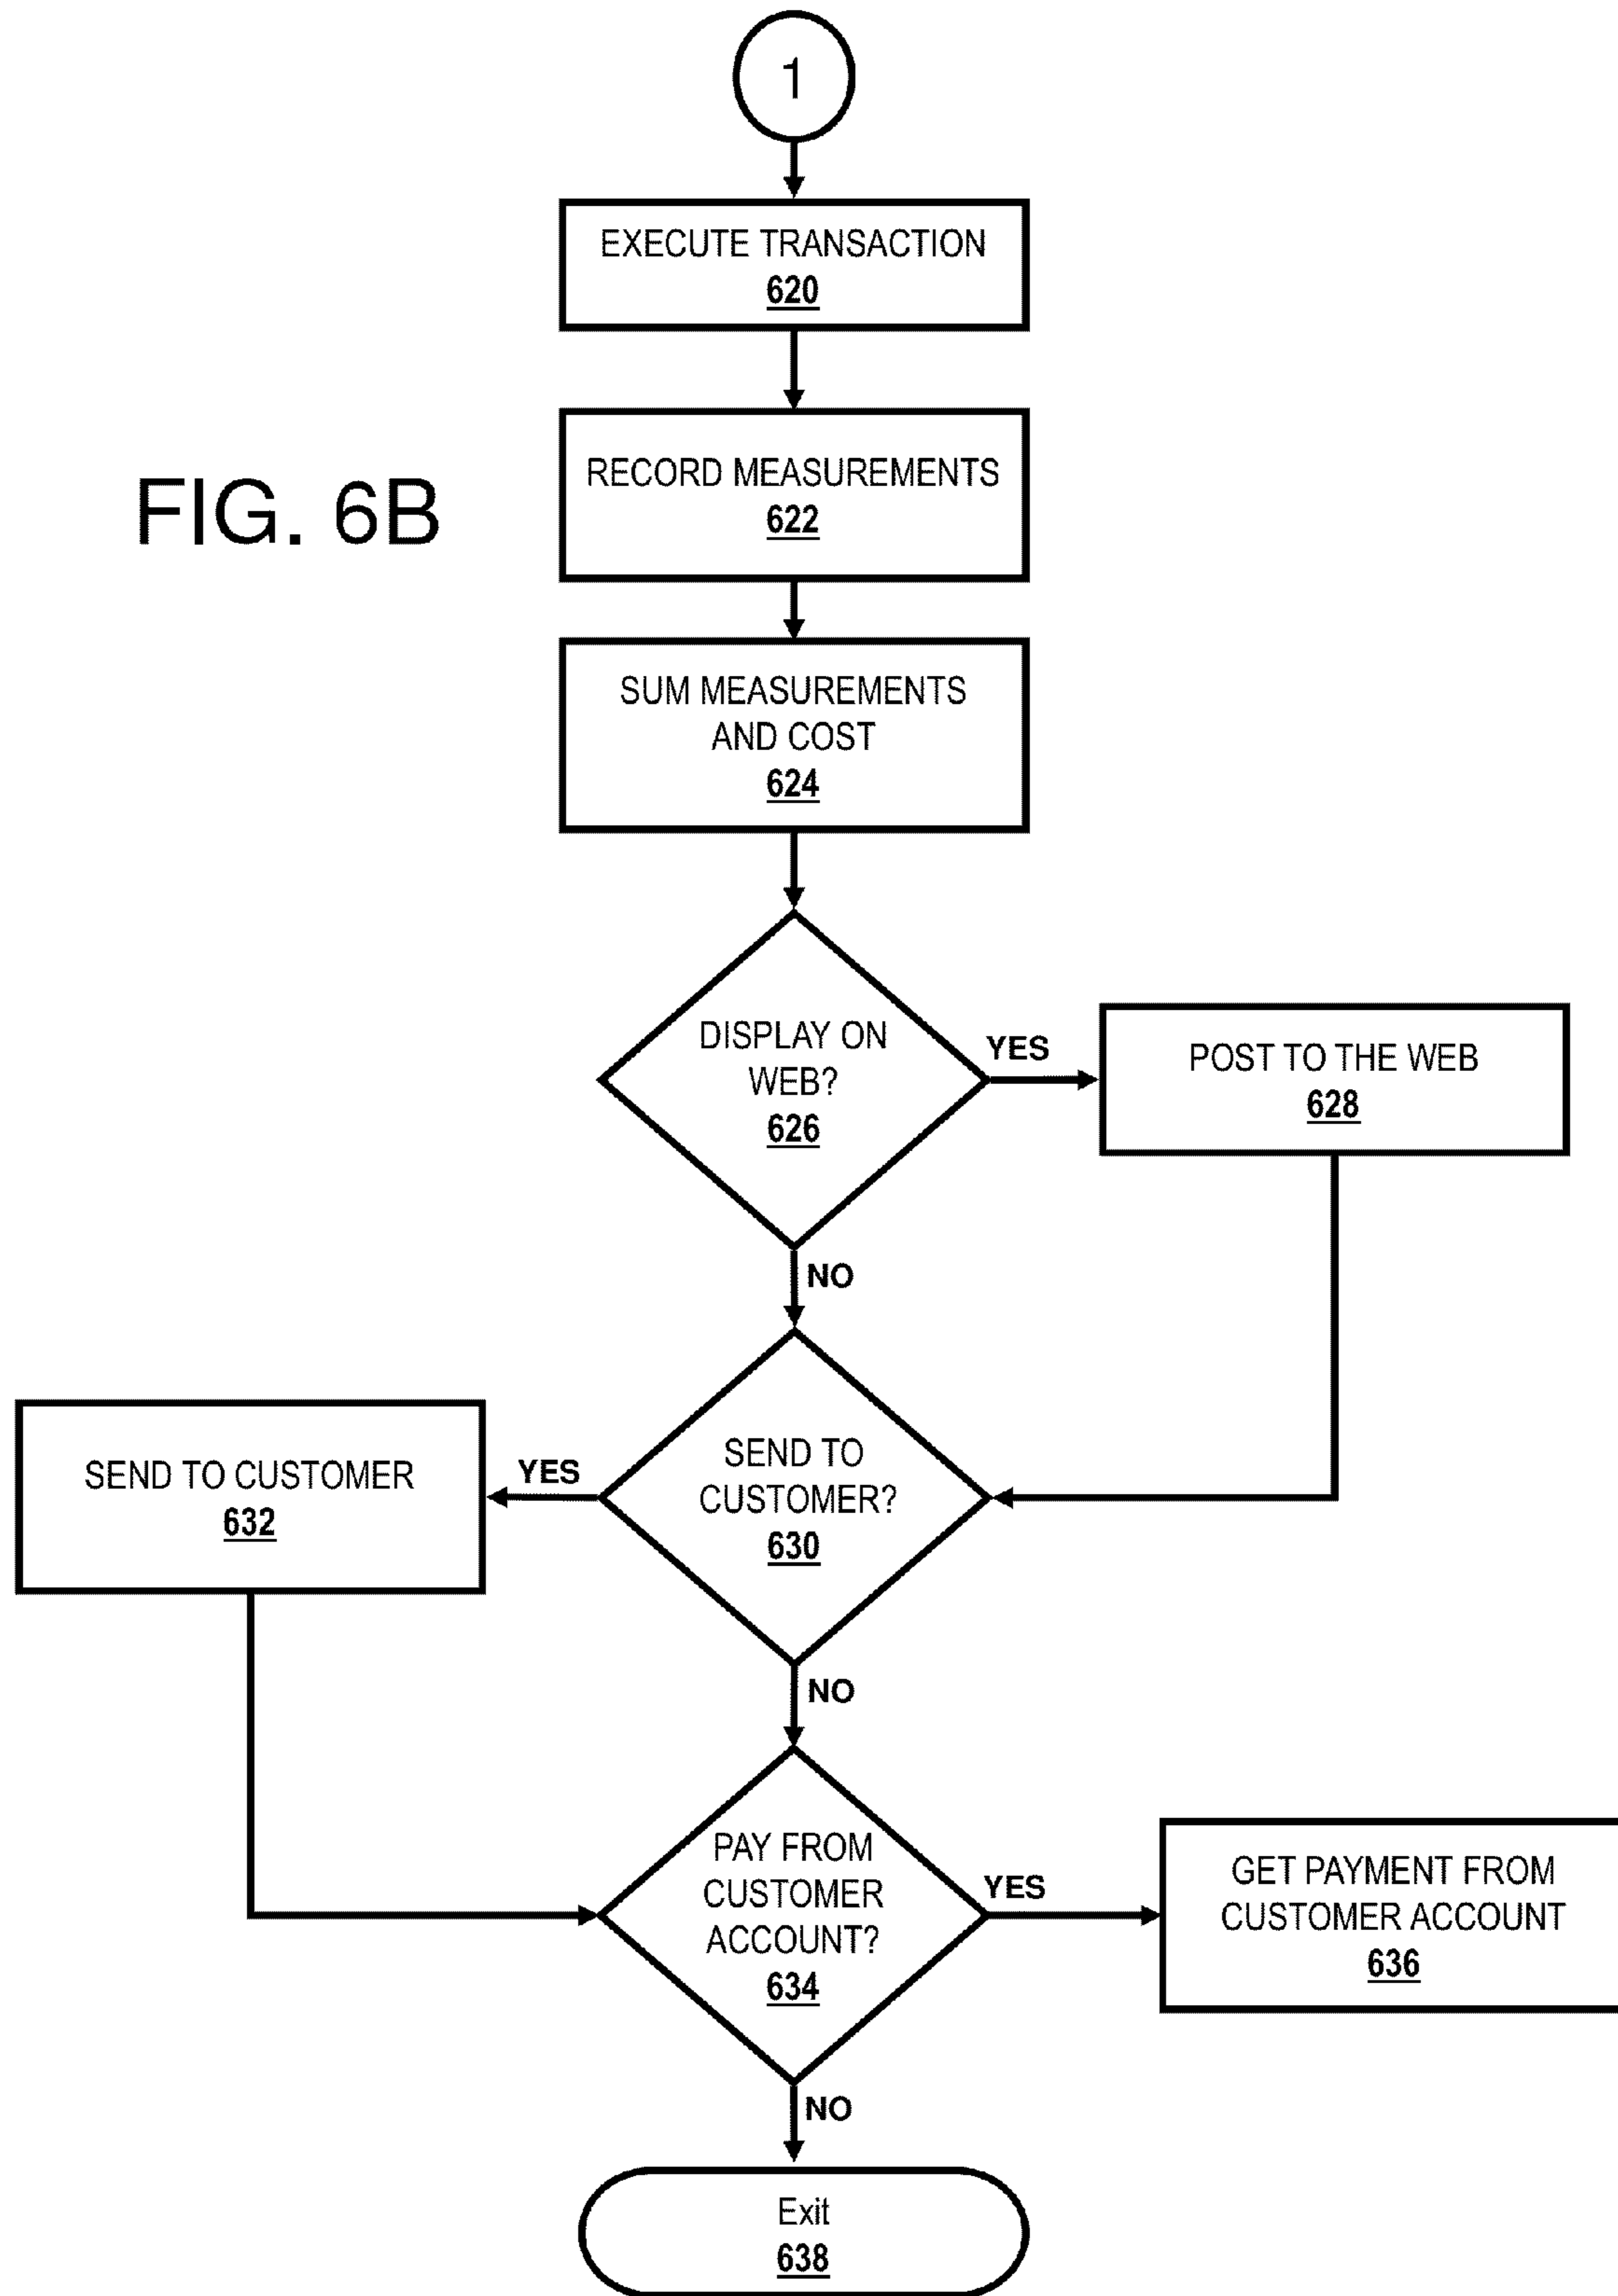 1
EXECUTE TRANSACTION
620
RECORD MEASUREMENTS
622
FIG. 6B
SUM MEASUREMENTS
AND COST
624
DISPLAY ON
WEB?
626
YES
POST TO THE WEB
628
NO
SEND TO
CUSTOMER?
630
YES
SEND TO CUSTOMER
632
NO
PAY FROM
CUSTOMER
ACCOUNT?
634
YES
GET PAYMENT FROM
CUSTOMER ACCOUNT
636
NO
Exit
638